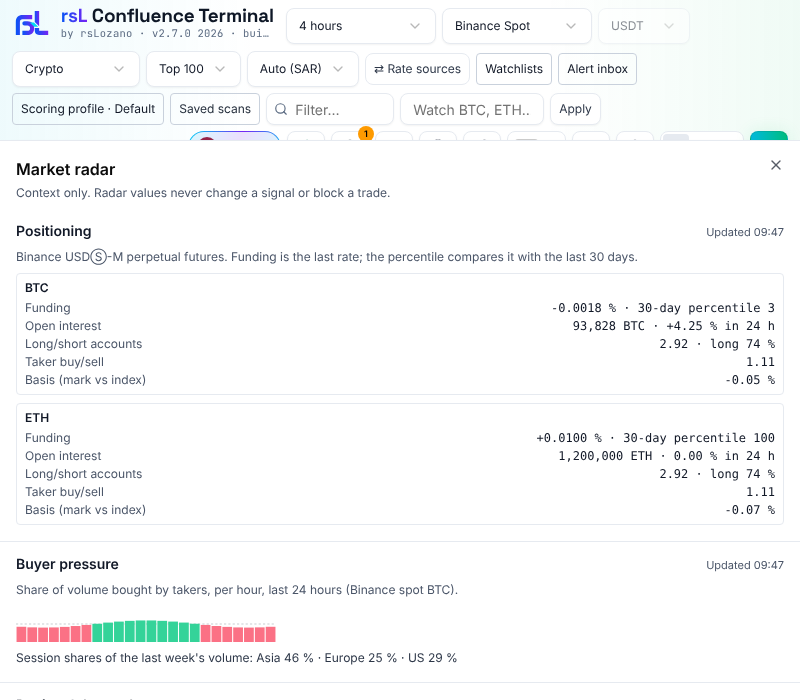 rsL Confluence Terminal
by rsLozano · v2.7.0 2026 · bui…
4 hours
Binance Spot
USDT
Crypto
Top 100
Auto (SAR)
⇄ Rate sources
Watchlists
Alert inbox
Scoring profile · Default
Saved scans
Filter...
Watch BTC, ETH..
Apply
1
Market radar
Context only. Radar values never change a signal or block a trade.
Positioning
Updated 09:47
Binance USDⓈ-M perpetual futures. Funding is the last rate; the percentile compares it with the last 30 days.
BTC
Funding -0.0018 % · 30-day percentile 3
Open interest 93,828 BTC · +4.25 % in 24 h
Long/short accounts 2.92 · long 74 %
Taker buy/sell 1.11
Basis (mark vs index) -0.05 %
ETH
Funding +0.0100 % · 30-day percentile 100
Open interest 1,200,000 ETH · 0.00 % in 24 h
Long/short accounts 2.92 · long 74 %
Taker buy/sell 1.11
Basis (mark vs index) -0.07 %
Buyer pressure
Updated 09:47
Share of volume bought by takers, per hour, last 24 hours (Binance spot BTC).
Session shares of the last week's volume: Asia 46 % · Europe 25 % · US 29 %